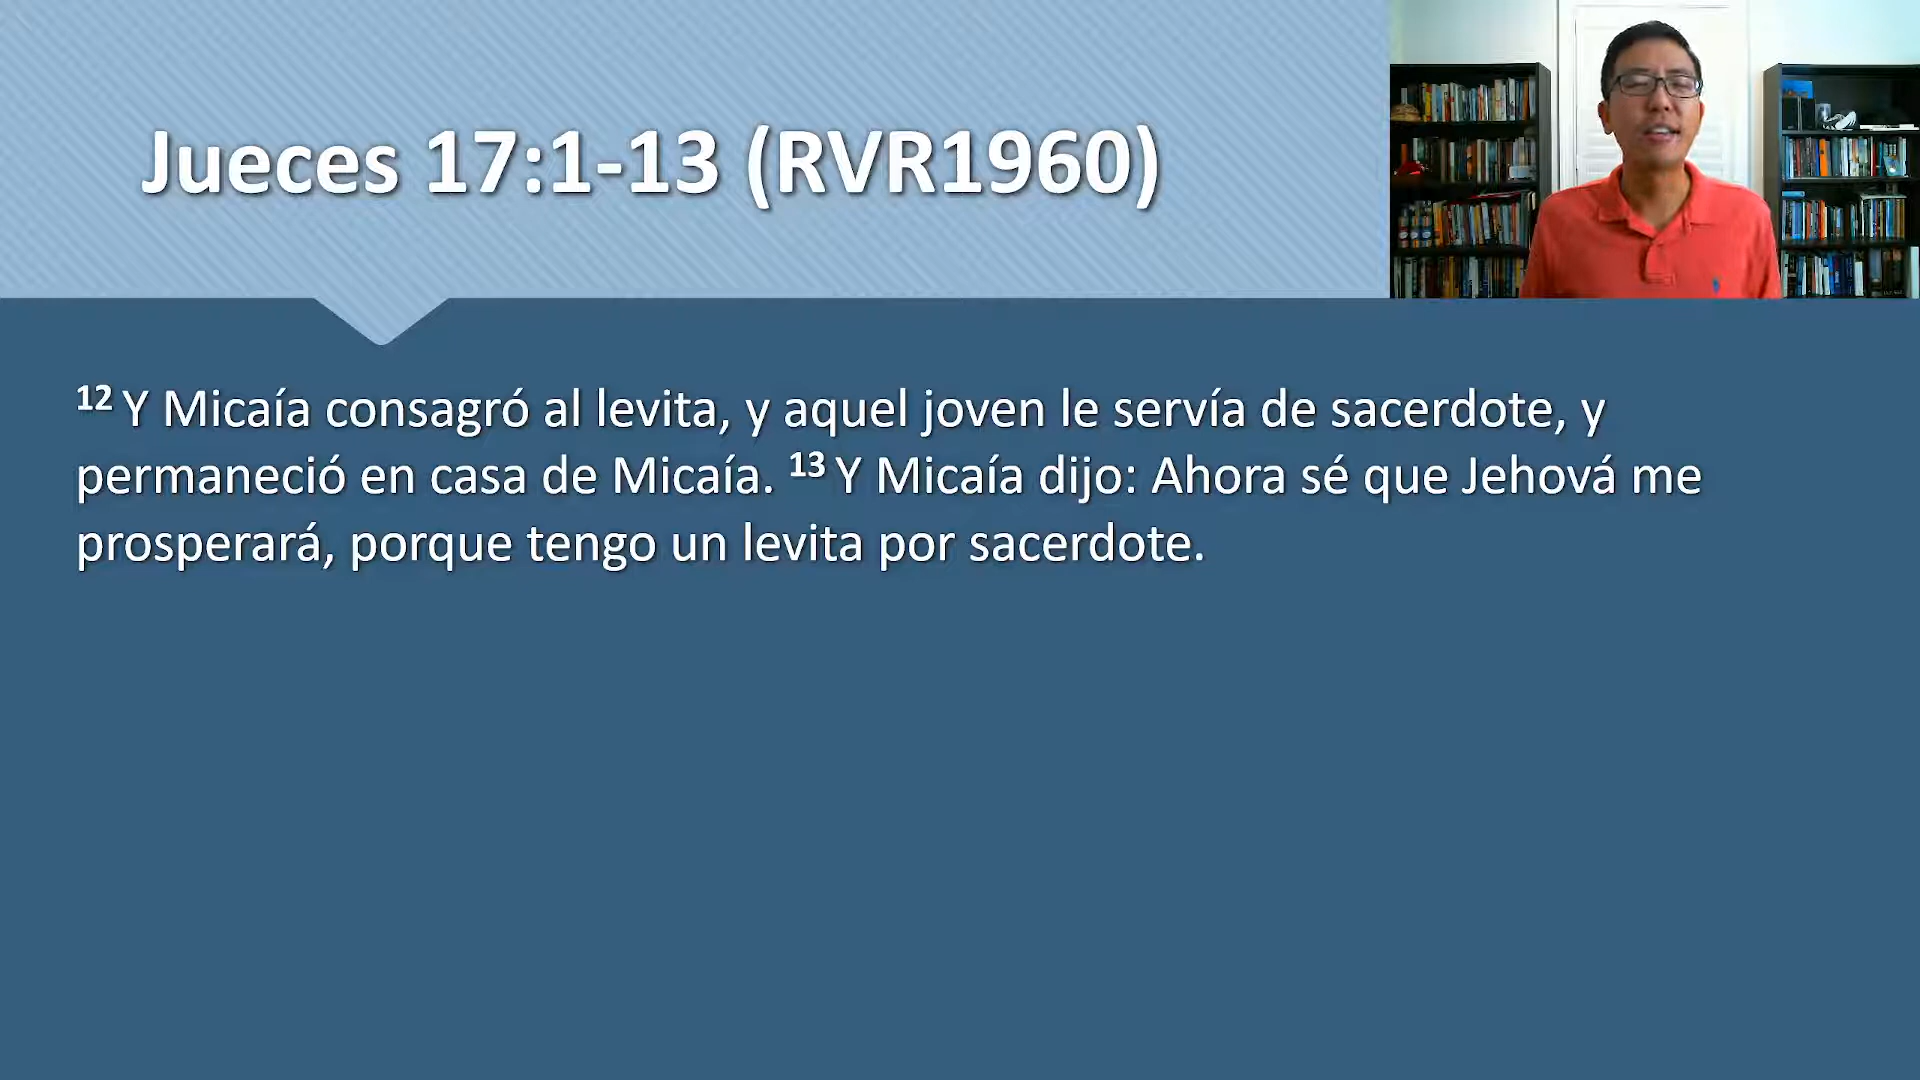 Jueces 17:1-13 (RVR1960)
12 Y Micaía consagró al levita, y aquel joven le servía de sacerdote, y
permaneció en casa de Micaía. 13 Y Micaía dijo: Ahora sé que Jehová me
prosperará, porque tengo un levita por sacerdote.